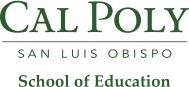 CAL POLY
SAN LUIS OBISPO
School of Education